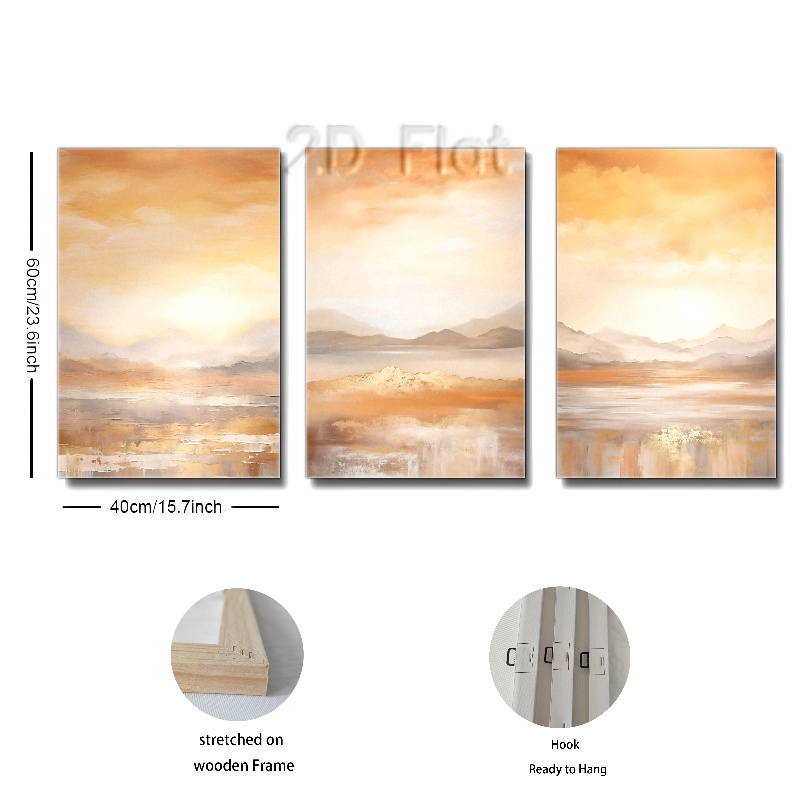 2D Flat
60cm/23.6inch
40cm/15.7inch
stretched on
wooden Frame
Hook
Ready to Hang